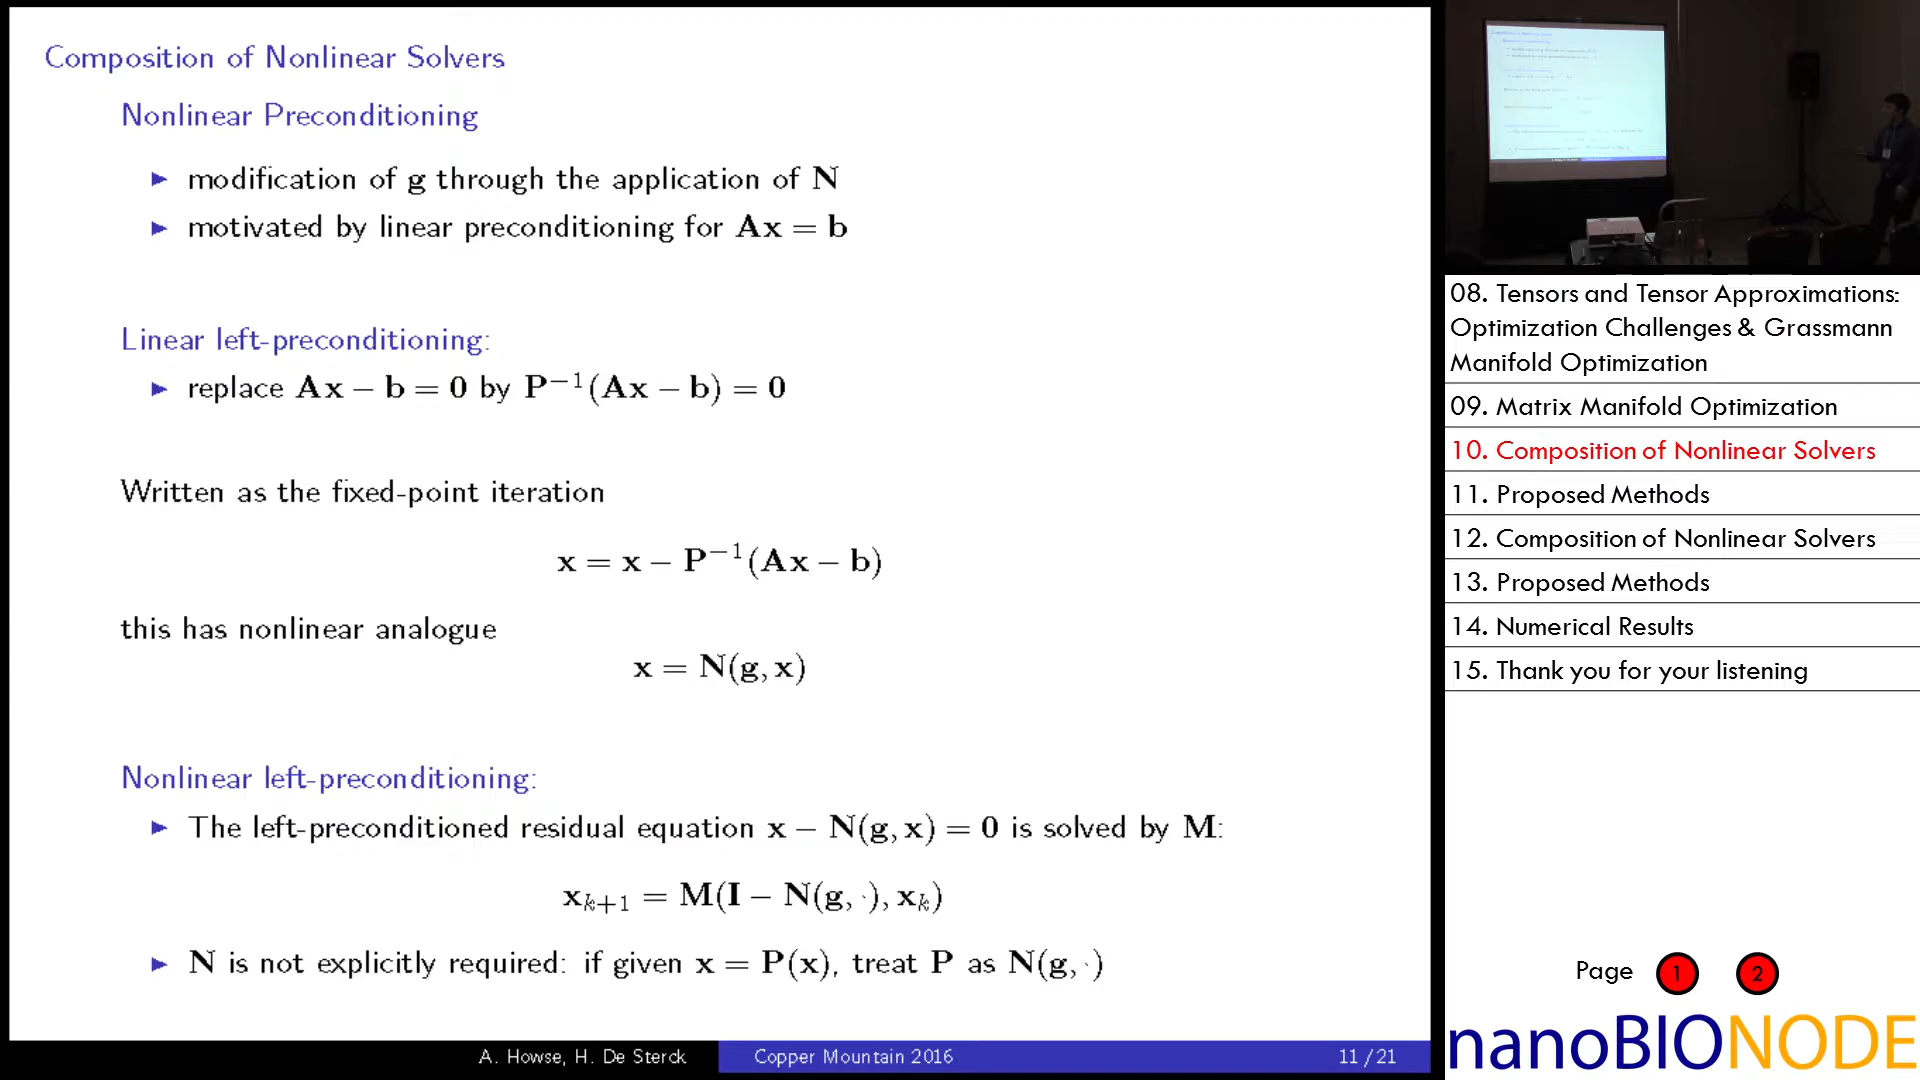 Composition of Nonlinear Solvers
Nonlinear Preconditioning
▶ modification of g through the application of N
▶ motivated by linear preconditioning for Ax = b
Linear left-preconditioning:
▶ replace Ax − b = 0 by P⁻¹(Ax − b) = 0
Written as the fixed-point iteration
x = x − P⁻¹(Ax − b)
this has nonlinear analogue
x = N(g, x)
Nonlinear left-preconditioning:
▶ The left-preconditioned residual equation x − N(g, x) = 0 is solved by M:
xₖ₊₁ = M(I − N(g, ·), xₖ)
▶ N is not explicitly required: if given x = P(x), treat P as N(g, ·)
A. Howse, H. De Sterck Copper Mountain 2016 11 / 21
08. Tensors and Tensor Approximations:
Optimization Challenges & Grassmann
Manifold Optimization
09. Matrix Manifold Optimization
10. Composition of Nonlinear Solvers
11. Proposed Methods
12. Composition of Nonlinear Solvers
13. Proposed Methods
14. Numerical Results
15. Thank you for your listening
Page 1 2
nanoBIONODE